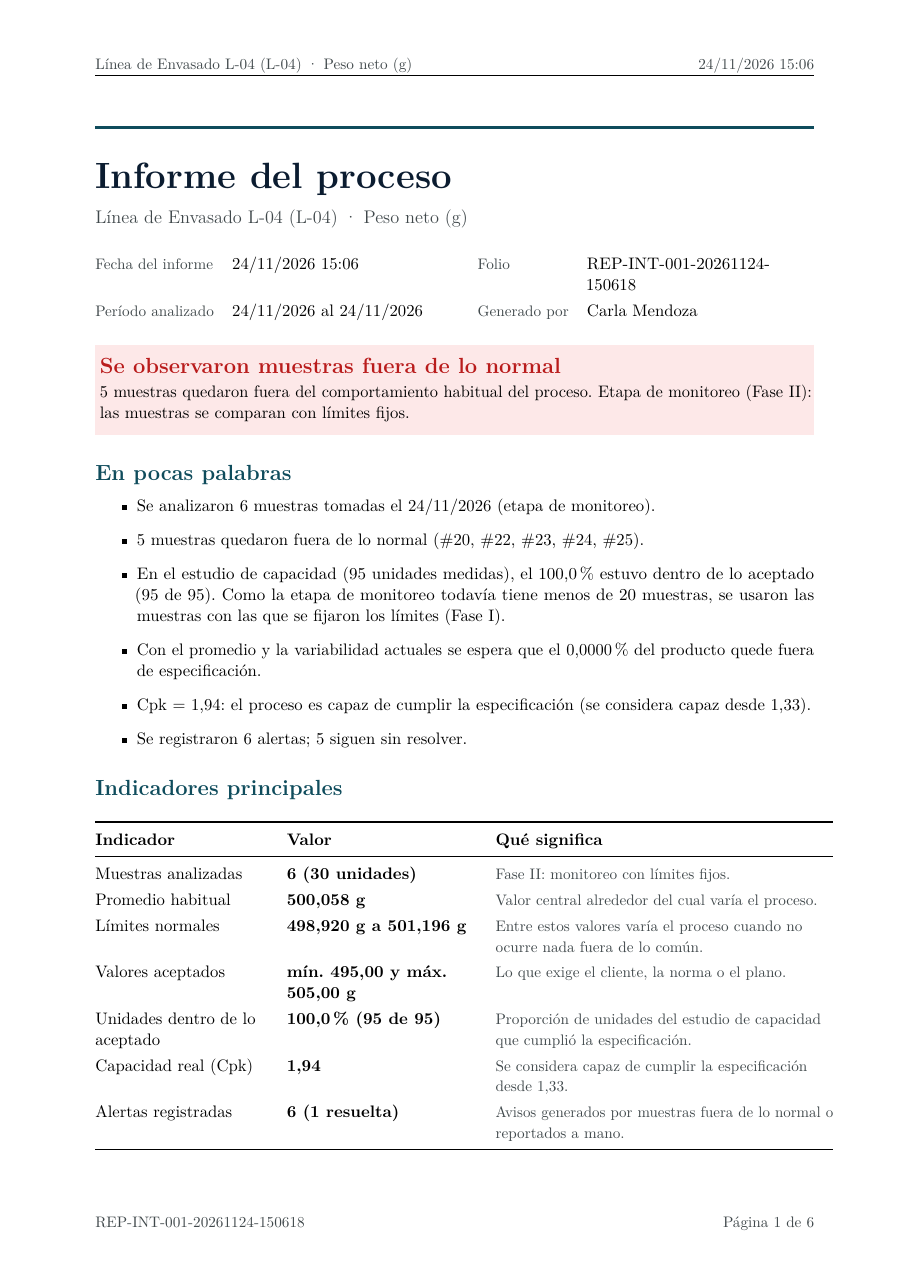 Línea de Envasado L-04 (L-04) · Peso neto (g) 24/11/2026 15:06
Informe del proceso
Línea de Envasado L-04 (L-04) · Peso neto (g)
Fecha del informe 24/11/2026 15:06 Folio REP-INT-001-20261124-
150618
Período analizado 24/11/2026 al 24/11/2026 Generado por Carla Mendoza
Se observaron muestras fuera de lo normal
5 muestras quedaron fuera del comportamiento habitual del proceso. Etapa de monitoreo (Fase II):
las muestras se comparan con límites fijos.
En pocas palabras
▪ Se analizaron 6 muestras tomadas el 24/11/2026 (etapa de monitoreo).
▪ 5 muestras quedaron fuera de lo normal (#20, #22, #23, #24, #25).
▪ En el estudio de capacidad (95 unidades medidas), el 100,0 % estuvo dentro de lo aceptado
(95 de 95). Como la etapa de monitoreo todavía tiene menos de 20 muestras, se usaron las
muestras con las que se fijaron los límites (Fase I).
▪ Con el promedio y la variabilidad actuales se espera que el 0,0000 % del producto quede fuera
de especificación.
▪ Cpk = 1,94: el proceso es capaz de cumplir la especificación (se considera capaz desde 1,33).
▪ Se registraron 6 alertas; 5 siguen sin resolver.
Indicadores principales
Indicador Valor Qué significa
Muestras analizadas 6 (30 unidades) Fase II: monitoreo con límites fijos.
Promedio habitual 500,058 g Valor central alrededor del cual varía el proceso.
Límites normales 498,920 g a 501,196 g Entre estos valores varía el proceso cuando no
ocurre nada fuera de lo común.
Valores aceptados mín. 495,00 y máx. Lo que exige el cliente, la norma o el plano.
505,00 g
Unidades dentro de lo 100,0 % (95 de 95) Proporción de unidades del estudio de capacidad
aceptado que cumplió la especificación.
Capacidad real (Cpk) 1,94 Se considera capaz de cumplir la especificación
desde 1,33.
Alertas registradas 6 (1 resuelta) Avisos generados por muestras fuera de lo normal o
reportados a mano.
REP-INT-001-20261124-150618 Página 1 de 6